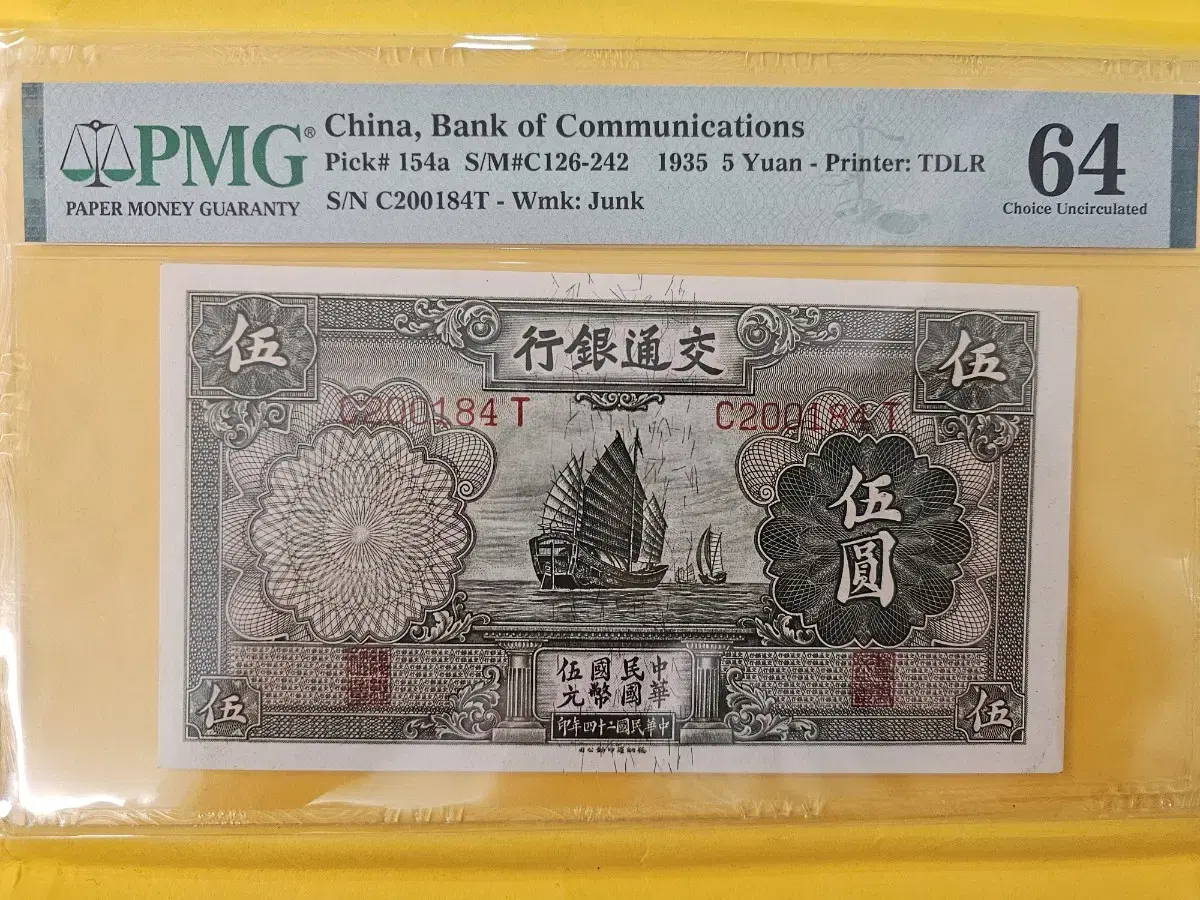 PMG® China, Bank of Communications
Pick# 154a S/M#C126-242 1935 5 Yuan - Printer: TDLR
S/N C200184T - Wmk: Junk
PAPER MONEY GUARANTY
64
Choice Uncirculated
伍 行銀通交 伍
C200184T C200184T
伍圓
中華民國國幣伍元
印年四十二國民華中
伍 伍